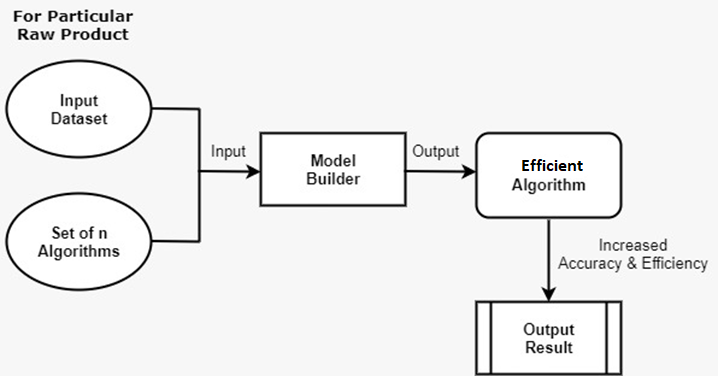 For Particular
Raw Product
Input
Dataset
Set of n
Algorithms
Input
Model
Builder
Output
Efficient
Algorithm
Increased
Accuracy & Efficiency
Output
Result